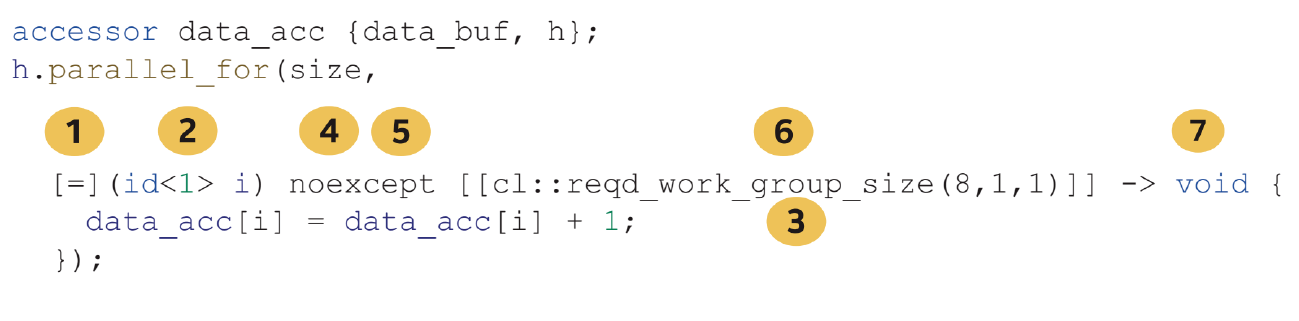 accessor data_acc {data_buf, h};
h.parallel_for(size,
1 2 4 5 6 7
[=](id<1> i) noexcept [[cl::reqd_work_group_size(8,1,1)]] -> void {
data_acc[i] = data_acc[i] + 1;
3
});